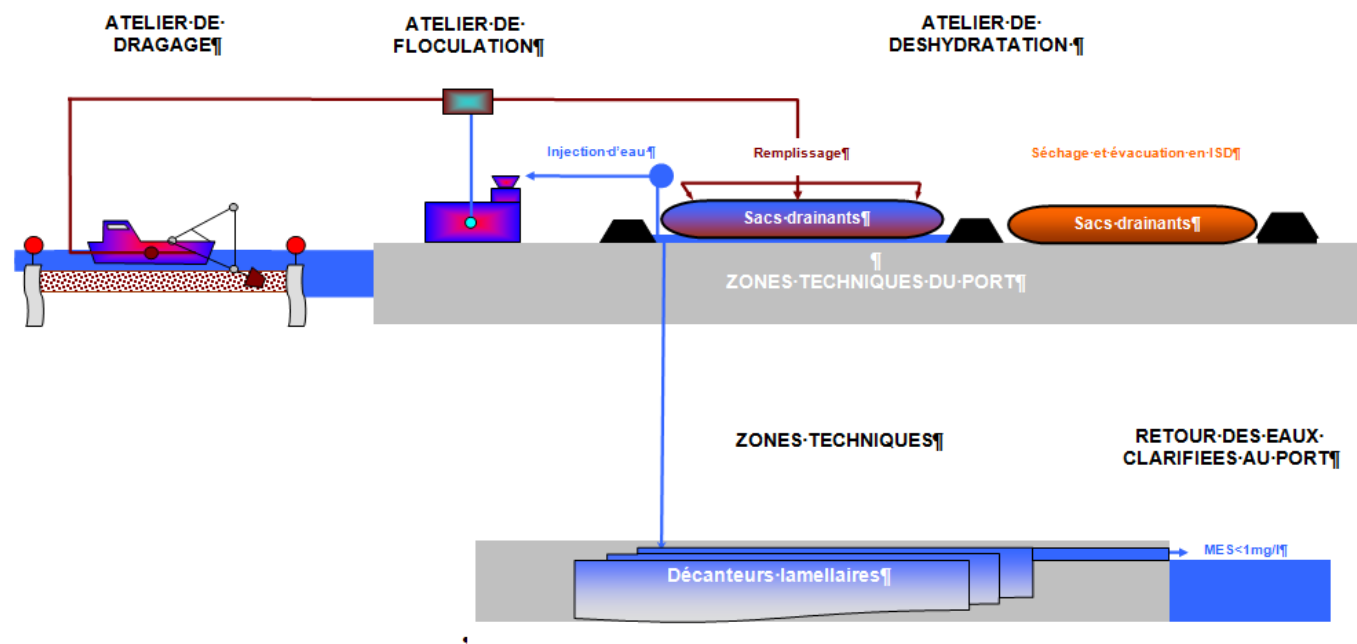 ATELIER·DE·
DRAGAGE¶
ATELIER·DE·
FLOCULATION¶
ATELIER·DE·
DESHYDRATATION·¶
Injection·d'eau¶
Remplissage¶
Séchage·et·évacuation·en·ISD¶
Sacs·drainants¶
Sacs·drainants¶
¶
ZONES·TECHNIQUES·DU·PORT¶
ZONES·TECHNIQUES¶
RETOUR·DES·EAUX·
CLARIFIEES·AU·PORT¶
MES<1mg/l¶
Décanteurs·lamellaires¶